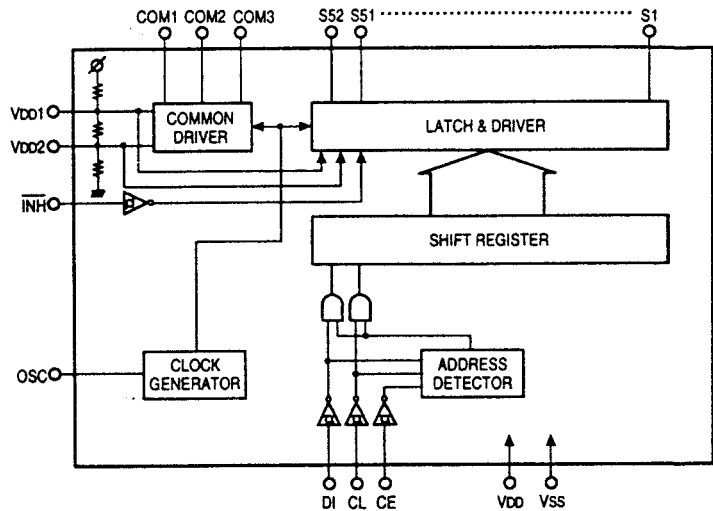 COM1 COM2 COM3 S52 S51 S1
VDD1
VDD2
INH
COMMON
DRIVER
LATCH & DRIVER
SHIFT REGISTER
OSC
CLOCK
GENERATOR
ADDRESS
DETECTOR
DI CL CE VDD VSS